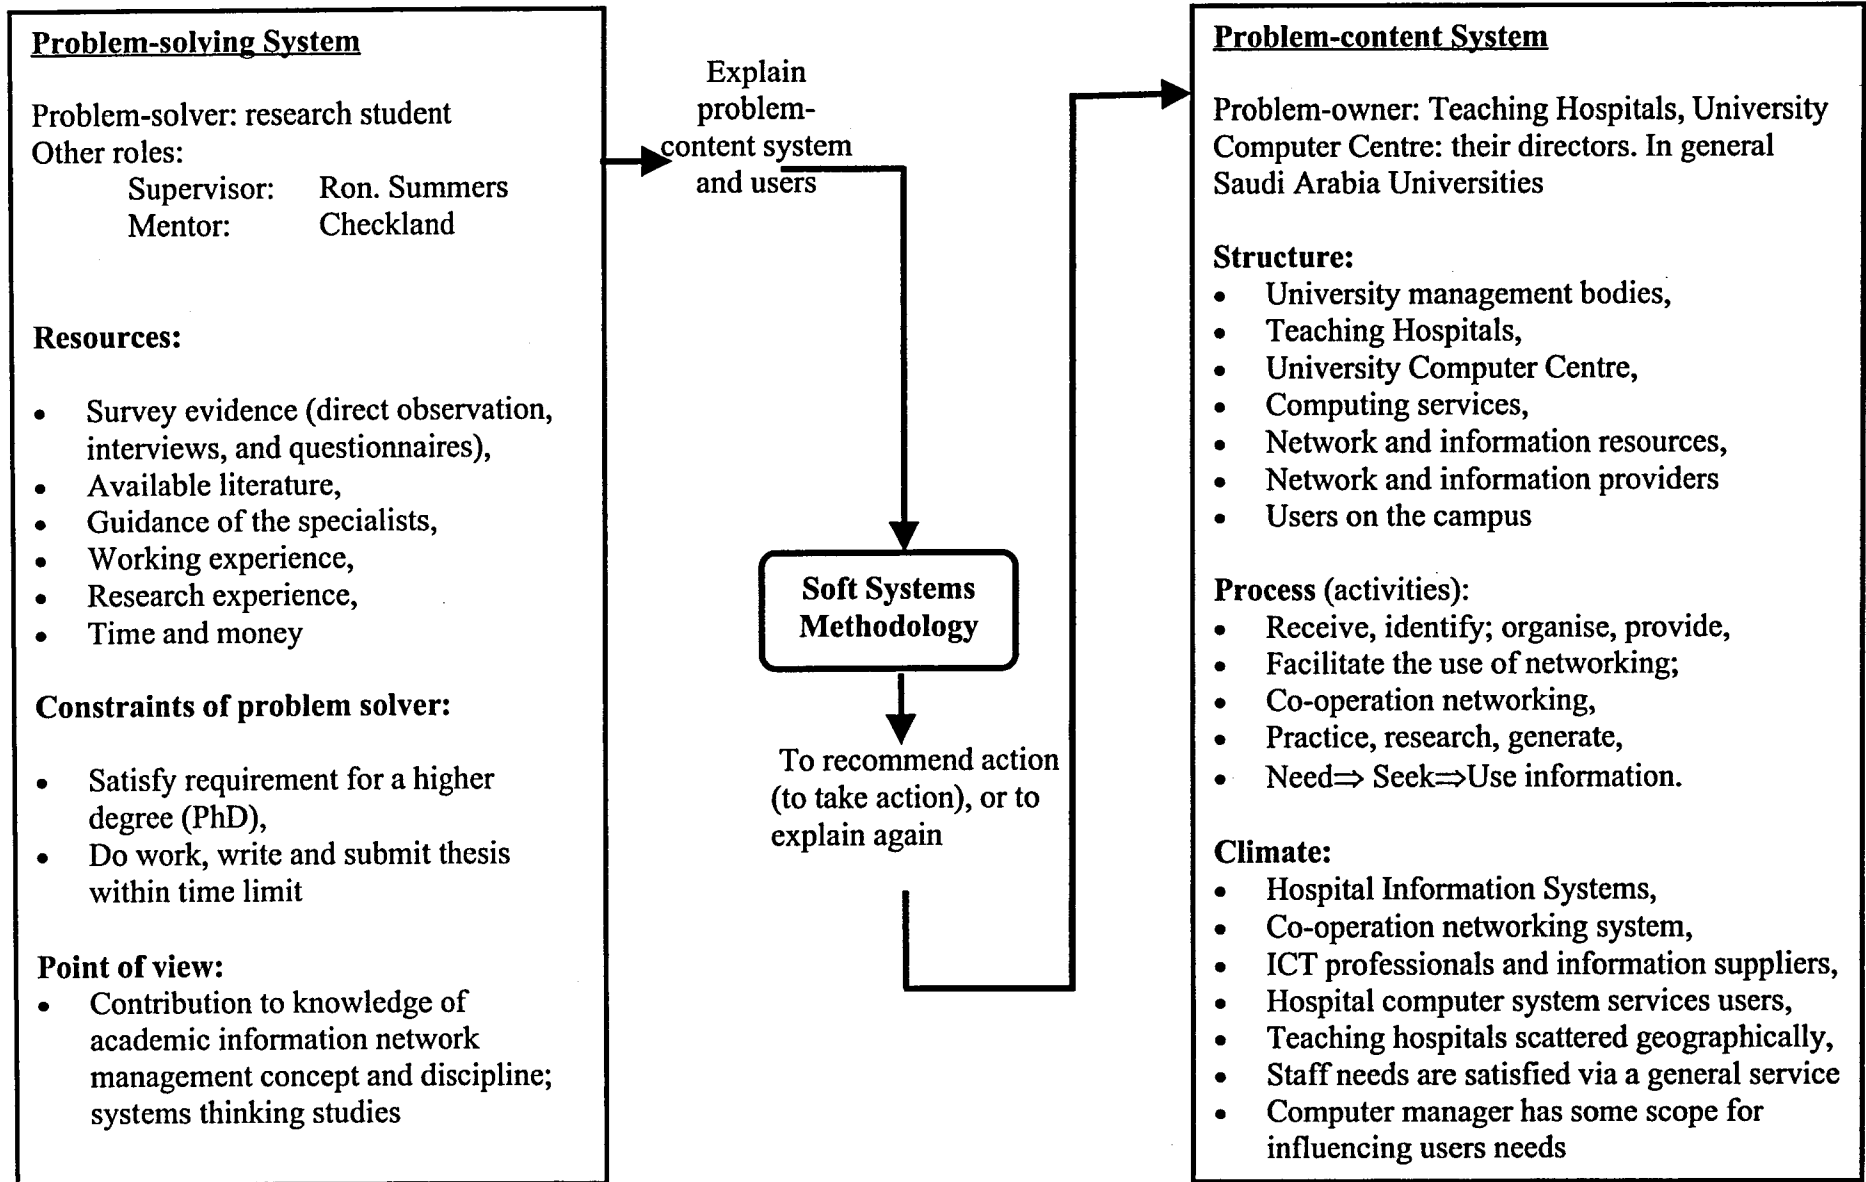 Problem-solving System
Problem-solver: research student
Other roles:
Supervisor: Ron. Summers
Mentor: Checkland
Resources:
• Survey evidence (direct observation,
interviews, and questionnaires),
• Available literature,
• Guidance of the specialists,
• Working experience,
• Research experience,
• Time and money
Constraints of problem solver:
• Satisfy requirement for a higher
degree (PhD),
• Do work, write and submit thesis
within time limit
Point of view:
• Contribution to knowledge of
academic information network
management concept and discipline;
systems thinking studies
Explain
problem-
content system
and users
Soft Systems
Methodology
To recommend action
(to take action), or to
explain again
Problem-content System
Problem-owner: Teaching Hospitals, University
Computer Centre: their directors. In general
Saudi Arabia Universities
Structure:
• University management bodies,
• Teaching Hospitals,
• University Computer Centre,
• Computing services,
• Network and information resources,
• Network and information providers
• Users on the campus
Process (activities):
• Receive, identify; organise, provide,
• Facilitate the use of networking;
• Co-operation networking,
• Practice, research, generate,
• Need⇒ Seek⇒Use information.
Climate:
• Hospital Information Systems,
• Co-operation networking system,
• ICT professionals and information suppliers,
• Hospital computer system services users,
• Teaching hospitals scattered geographically,
• Staff needs are satisfied via a general service
• Computer manager has some scope for
influencing users needs